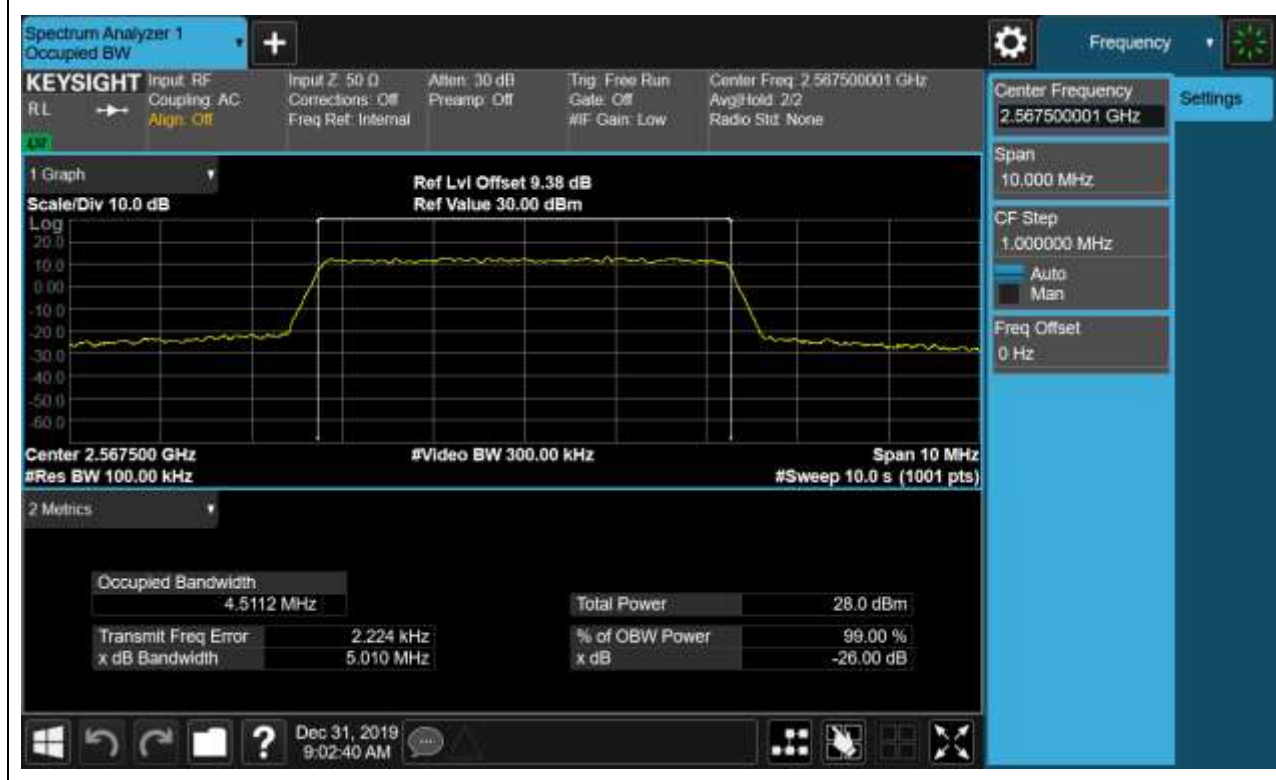 Spectrum Analyzer 1
Occupied BW
+
Frequency
KEYSIGHT
RL
Input: RF
Coupling: AC
Align: Off
Input Z: 50 Ω
Corrections: Off
Freq Ref: Internal
Atten: 30 dB
Preamp: Off
Trig: Free Run
Gate: Off
#IF Gain: Low
Center Freq: 2.567500001 GHz
Avg|Hold: 2/2
Radio Std: None
Center Frequency
2.567500001 GHz
Settings
Span
10.000 MHz
CF Step
1.000000 MHz
Auto
Man
Freq Offset
0 Hz
1 Graph
Scale/Div 10.0 dB
Ref Lvl Offset 9.38 dB
Ref Value 30.00 dBm
Log
20.0
10.0
0.00
-10.0
-20.0
-30.0
-40.0
-50.0
-60.0
Center 2.567500 GHz
#Video BW 300.00 kHz
Span 10 MHz
#Res BW 100.00 kHz
#Sweep 10.0 s (1001 pts)
2 Metrics
Occupied Bandwidth
4.5112 MHz
Total Power 28.0 dBm
Transmit Freq Error 2.224 kHz
% of OBW Power 99.00 %
x dB Bandwidth 5.010 MHz
x dB -26.00 dB
?
Dec 31, 2019
9:02:40 AM